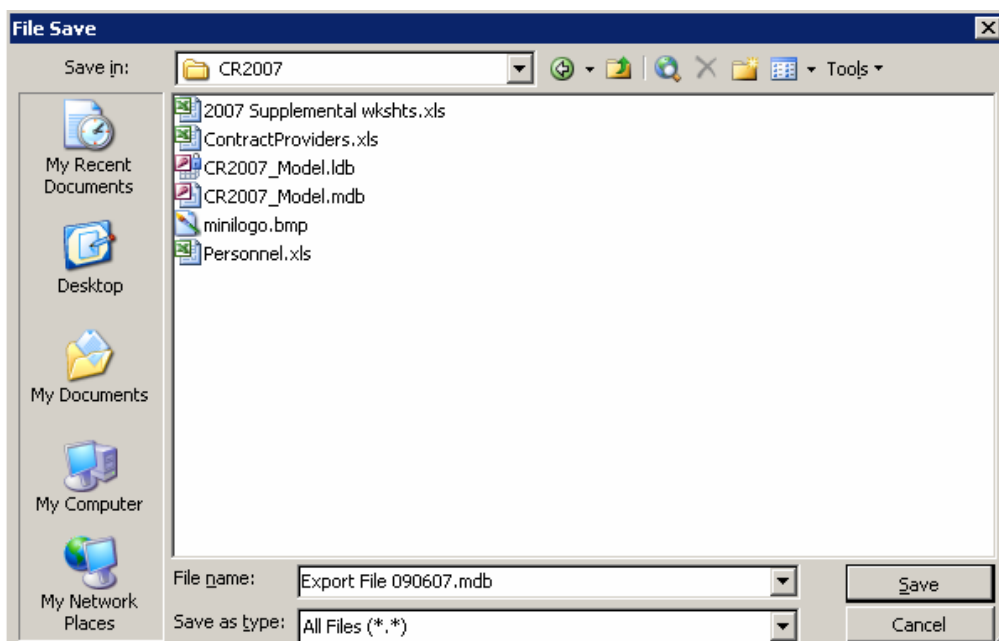 File Save
Save in: CR2007 Tools
2007 Supplemental wkshts.xls
ContractProviders.xls
CR2007_Model.ldb
CR2007_Model.mdb
minilogo.bmp
Personnel.xls
My Recent
Documents
Desktop
My Documents
My Computer
My Network
Places
File name: Export File 090607.mdb Save
Save as type: All Files (*.*) Cancel